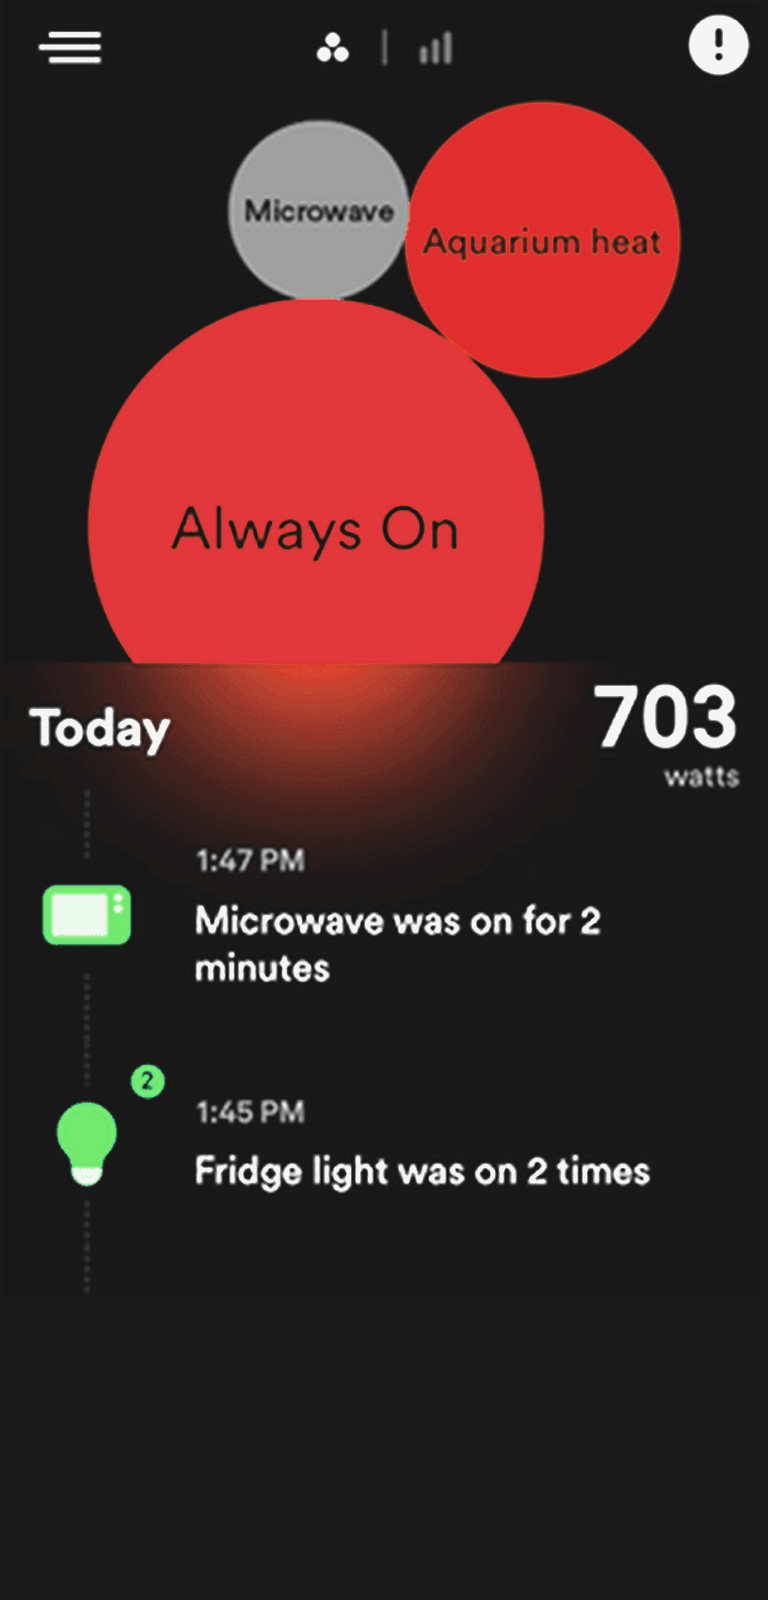 !
Microwave
Aquarium heat
Always On
Today
703
watts
1:47 PM
Microwave was on for 2
minutes
2
1:45 PM
Fridge light was on 2 times